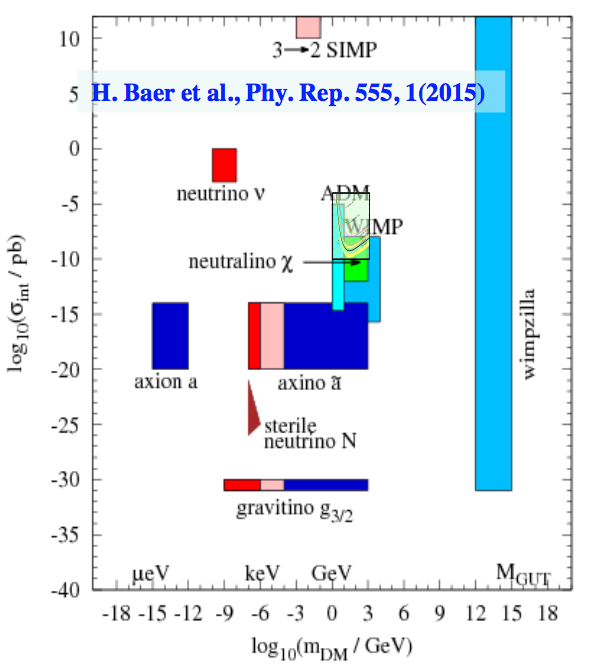 10
3→2 SIMP
5 H. Baer et al., Phy. Rep. 555, 1(2015)
0
neutrino ν
ADM
-5
WIMP
neutralino χ
-10
-15
wimpzilla
-20
axion a
axino ã
sterile
neutrino N
-25
-30
gravitino g3/2
-35
μeV keV GeV MGUT
-40
-18 -15 -12 -9 -6 -3 0 3 6 9 12 15 18
log10(mDM / GeV)
log10(σint / pb)